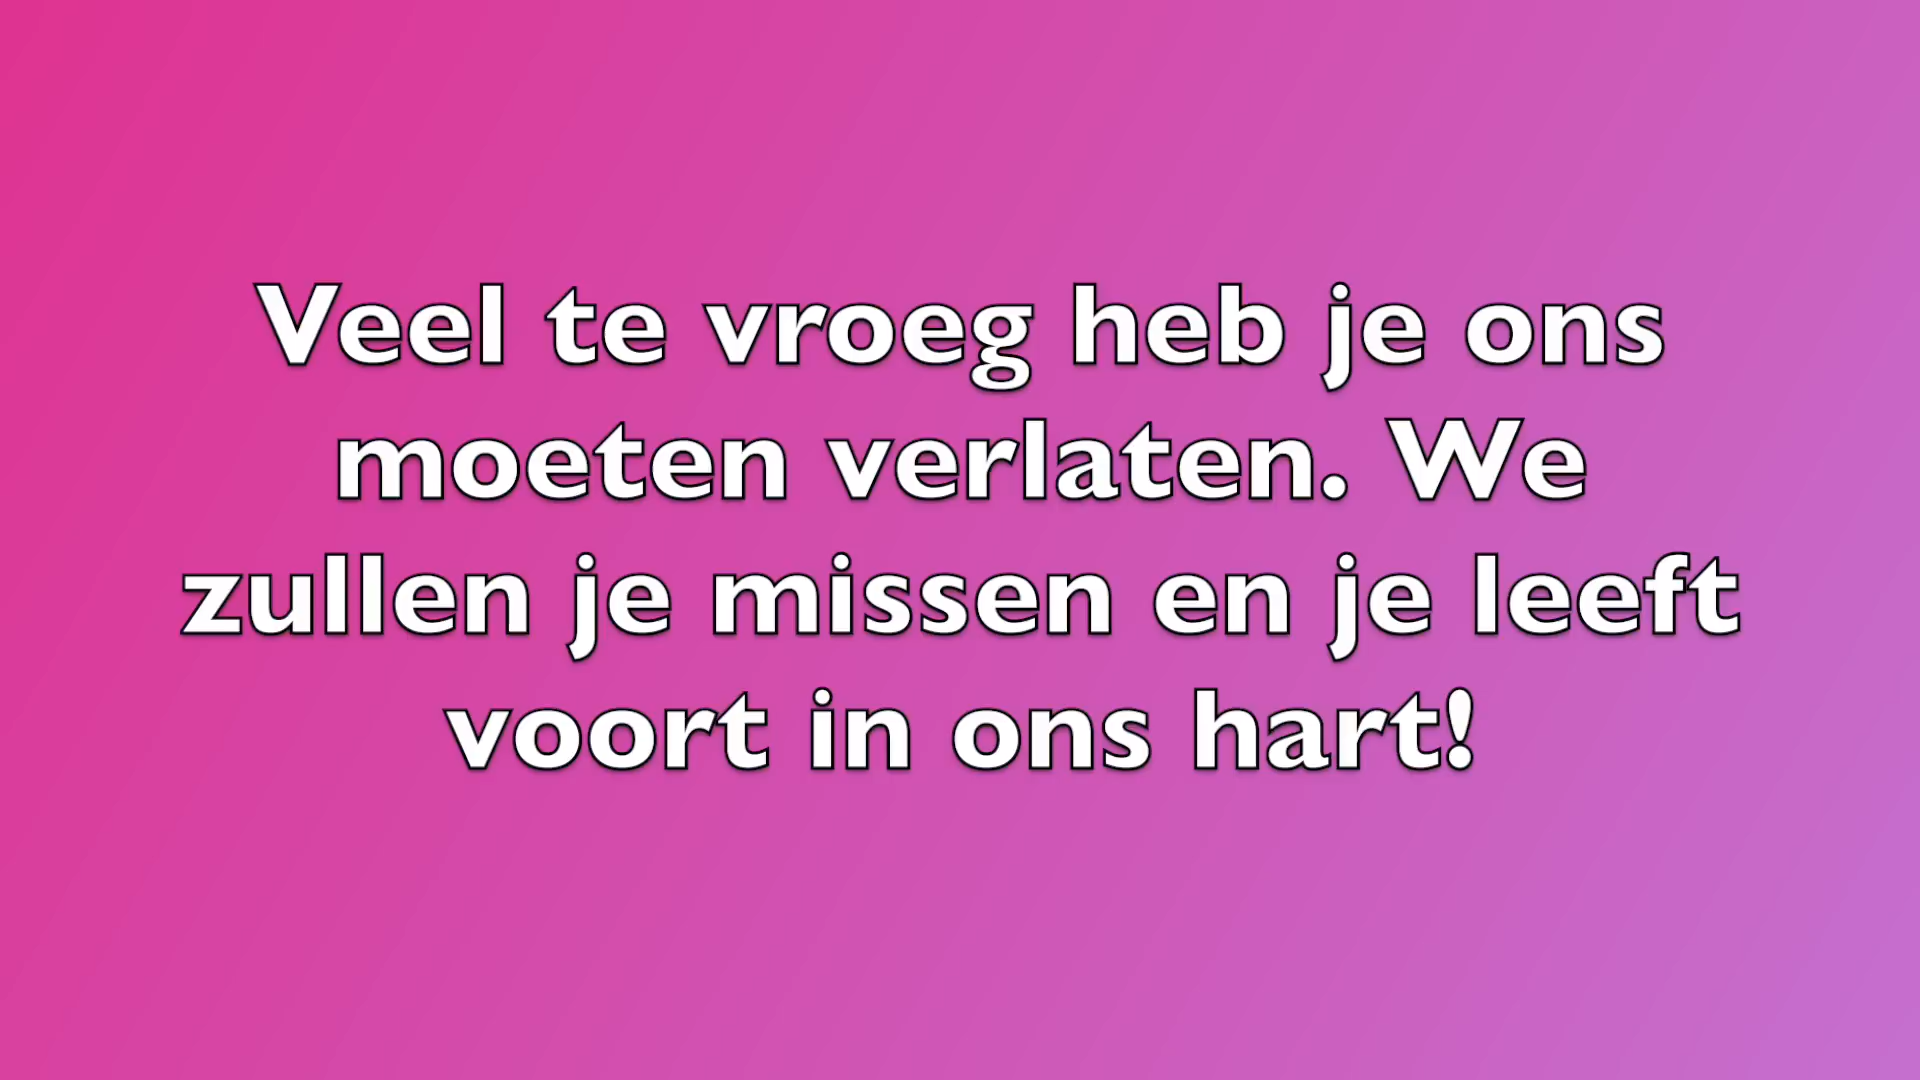 Veel te vroeg heb je ons
moeten verlaten. We
zullen je missen en je leeft
voort in ons hart!